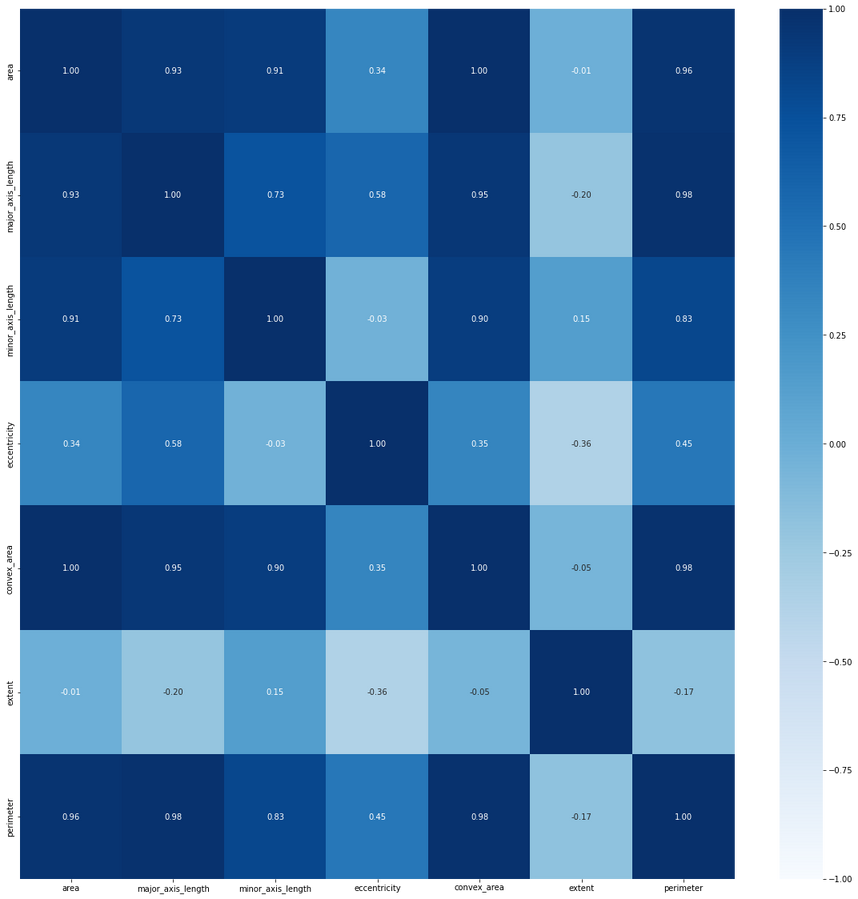 area 1.00 0.93 0.91 0.34 1.00 -0.01 0.96
major_axis_length 0.93 1.00 0.73 0.58 0.95 -0.20 0.98
minor_axis_length 0.91 0.73 1.00 -0.03 0.90 0.15 0.83
eccentricity 0.34 0.58 -0.03 1.00 0.35 -0.36 0.45
convex_area 1.00 0.95 0.90 0.35 1.00 -0.05 0.98
extent -0.01 -0.20 0.15 -0.36 -0.05 1.00 -0.17
perimeter 0.96 0.98 0.83 0.45 0.98 -0.17 1.00
area major_axis_length minor_axis_length eccentricity convex_area extent perimeter
1.00
0.75
0.50
0.25
0.00
−0.25
−0.50
−0.75
−1.00